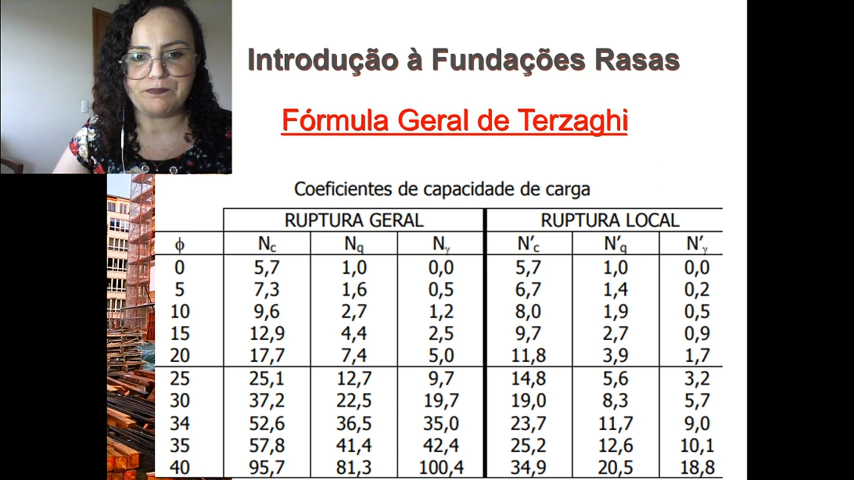 Introdução à Fundações Rasas
Fórmula Geral de Terzaghi
Coeficientes de capacidade de carga
RUPTURA GERAL RUPTURA LOCAL
ϕ Nc Nq Nγ N’c N’q N’γ
0 5,7 1,0 0,0 5,7 1,0 0,0
5 7,3 1,6 0,5 6,7 1,4 0,2
10 9,6 2,7 1,2 8,0 1,9 0,5
15 12,9 4,4 2,5 9,7 2,7 0,9
20 17,7 7,4 5,0 11,8 3,9 1,7
25 25,1 12,7 9,7 14,8 5,6 3,2
30 37,2 22,5 19,7 19,0 8,3 5,7
34 52,6 36,5 35,0 23,7 11,7 9,0
35 57,8 41,4 42,4 25,2 12,6 10,1
40 95,7 81,3 100,4 34,9 20,5 18,8